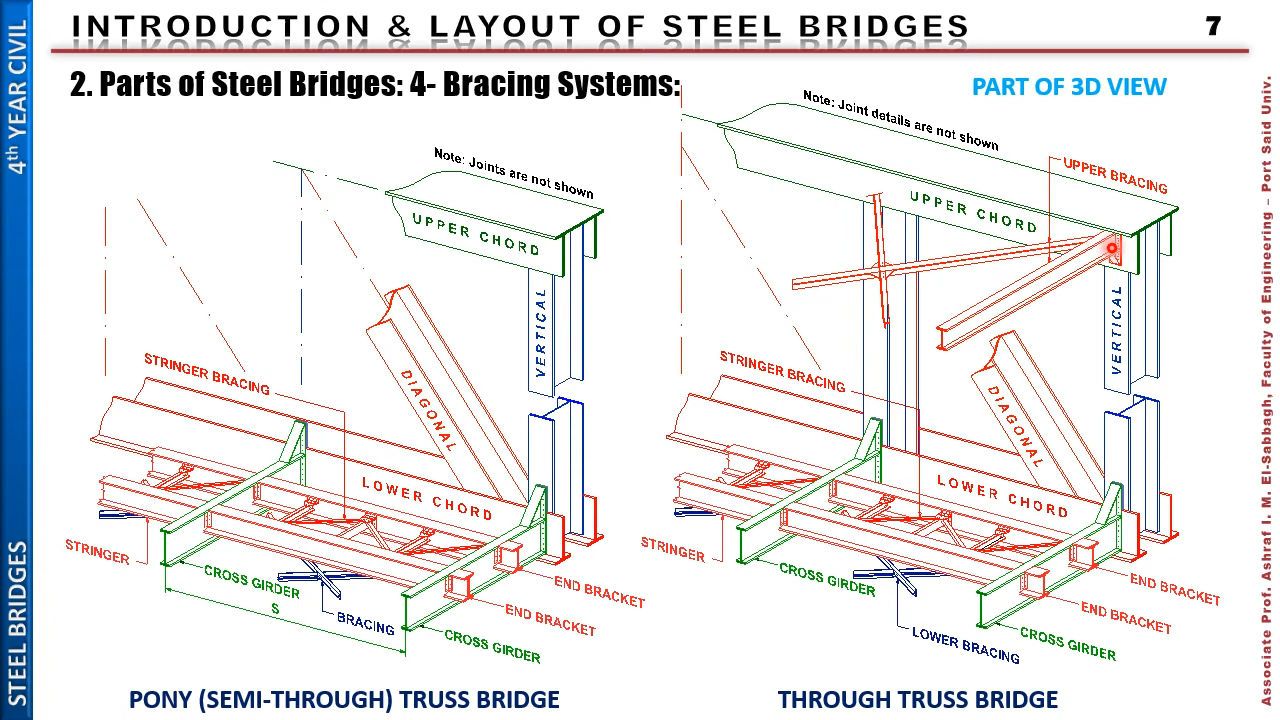 INTRODUCTION & LAYOUT OF STEEL BRIDGES
7
4th YEAR CIVIL
STEEL BRIDGES
2. Parts of Steel Bridges: 4- Bracing Systems:
PART OF 3D VIEW
Note: Joints are not shown
UPPER CHORD
VERTICAL
STRINGER BRACING
DIAGONAL
LOWER CHORD
STRINGER
CROSS GIRDER
S
BRACING
END BRACKET
END BRACKET
CROSS GIRDER
PONY (SEMI-THROUGH) TRUSS BRIDGE
Note: Joint details are not shown
UPPER BRACING
UPPER CHORD
VERTICAL
STRINGER BRACING
DIAGONAL
LOWER CHORD
STRINGER
CROSS GIRDER
END BRACKET
END BRACKET
LOWER BRACING
CROSS GIRDER
THROUGH TRUSS BRIDGE
Associate Prof. Ashraf I. M. El-Sabbagh, Faculty of Engineering – Port Said Univ.